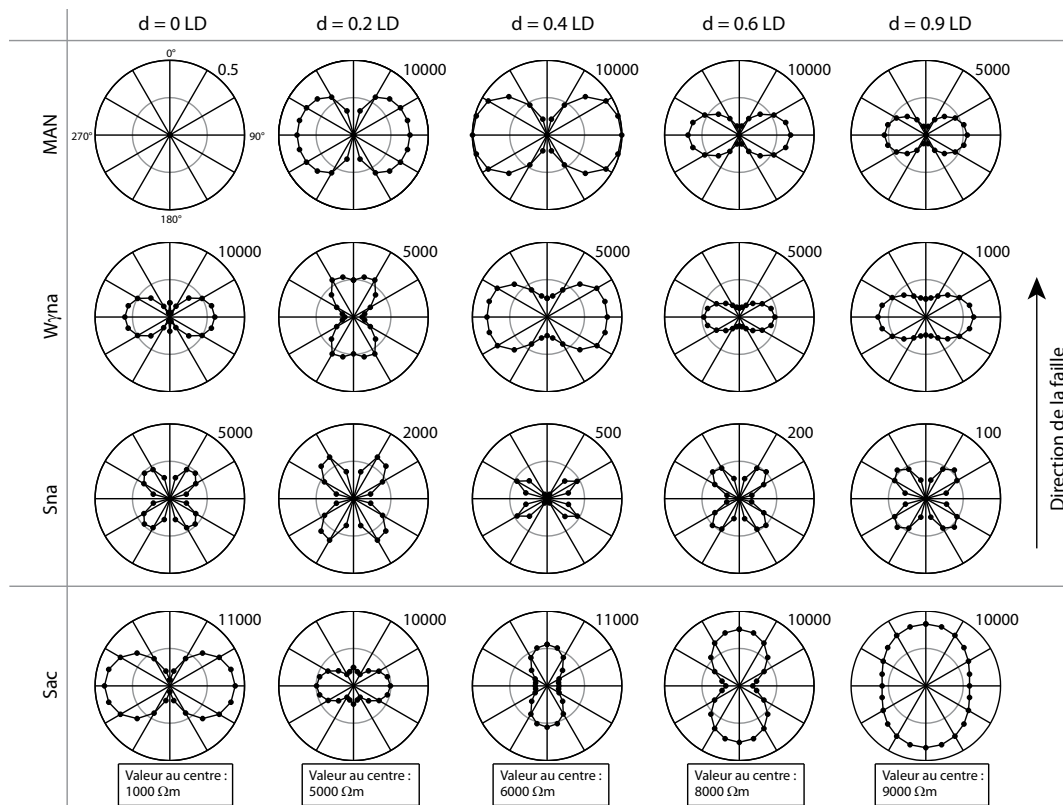 d = 0 LD
d = 0.2 LD
d = 0.4 LD
d = 0.6 LD
d = 0.9 LD
MAN
0°
0.5
270°
90°
180°
10000
10000
10000
5000
Wγna
10000
5000
5000
5000
1000
Sna
5000
2000
500
200
100
Direction de la faille
Sac
11000
10000
11000
10000
10000
Valeur au centre :
1000 Ωm
Valeur au centre :
5000 Ωm
Valeur au centre :
6000 Ωm
Valeur au centre :
8000 Ωm
Valeur au centre :
9000 Ωm